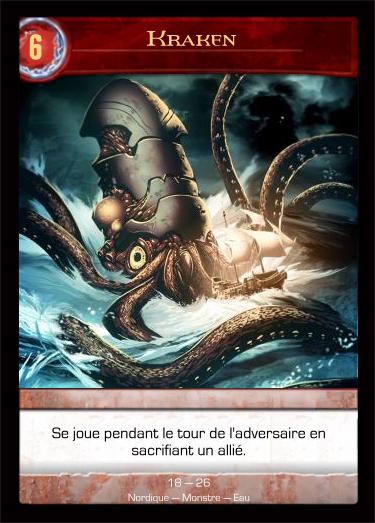 6
Kraken
Se joue pendant le tour de l'adversaire en
sacrifiant un allié.
18 — 26
Nordique — Monstre — Eau